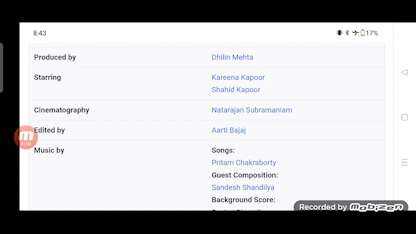 8:43
17%
Produced by Dhilin Mehta
Starring Kareena Kapoor
Shahid Kapoor
Cinematography Natarajan Subramaniam
Edited by Aarti Bajaj
Music by Songs:
Pritam Chakraborty
Guest Composition:
Sandesh Shandilya
Background Score:
Recorded by Mobizen